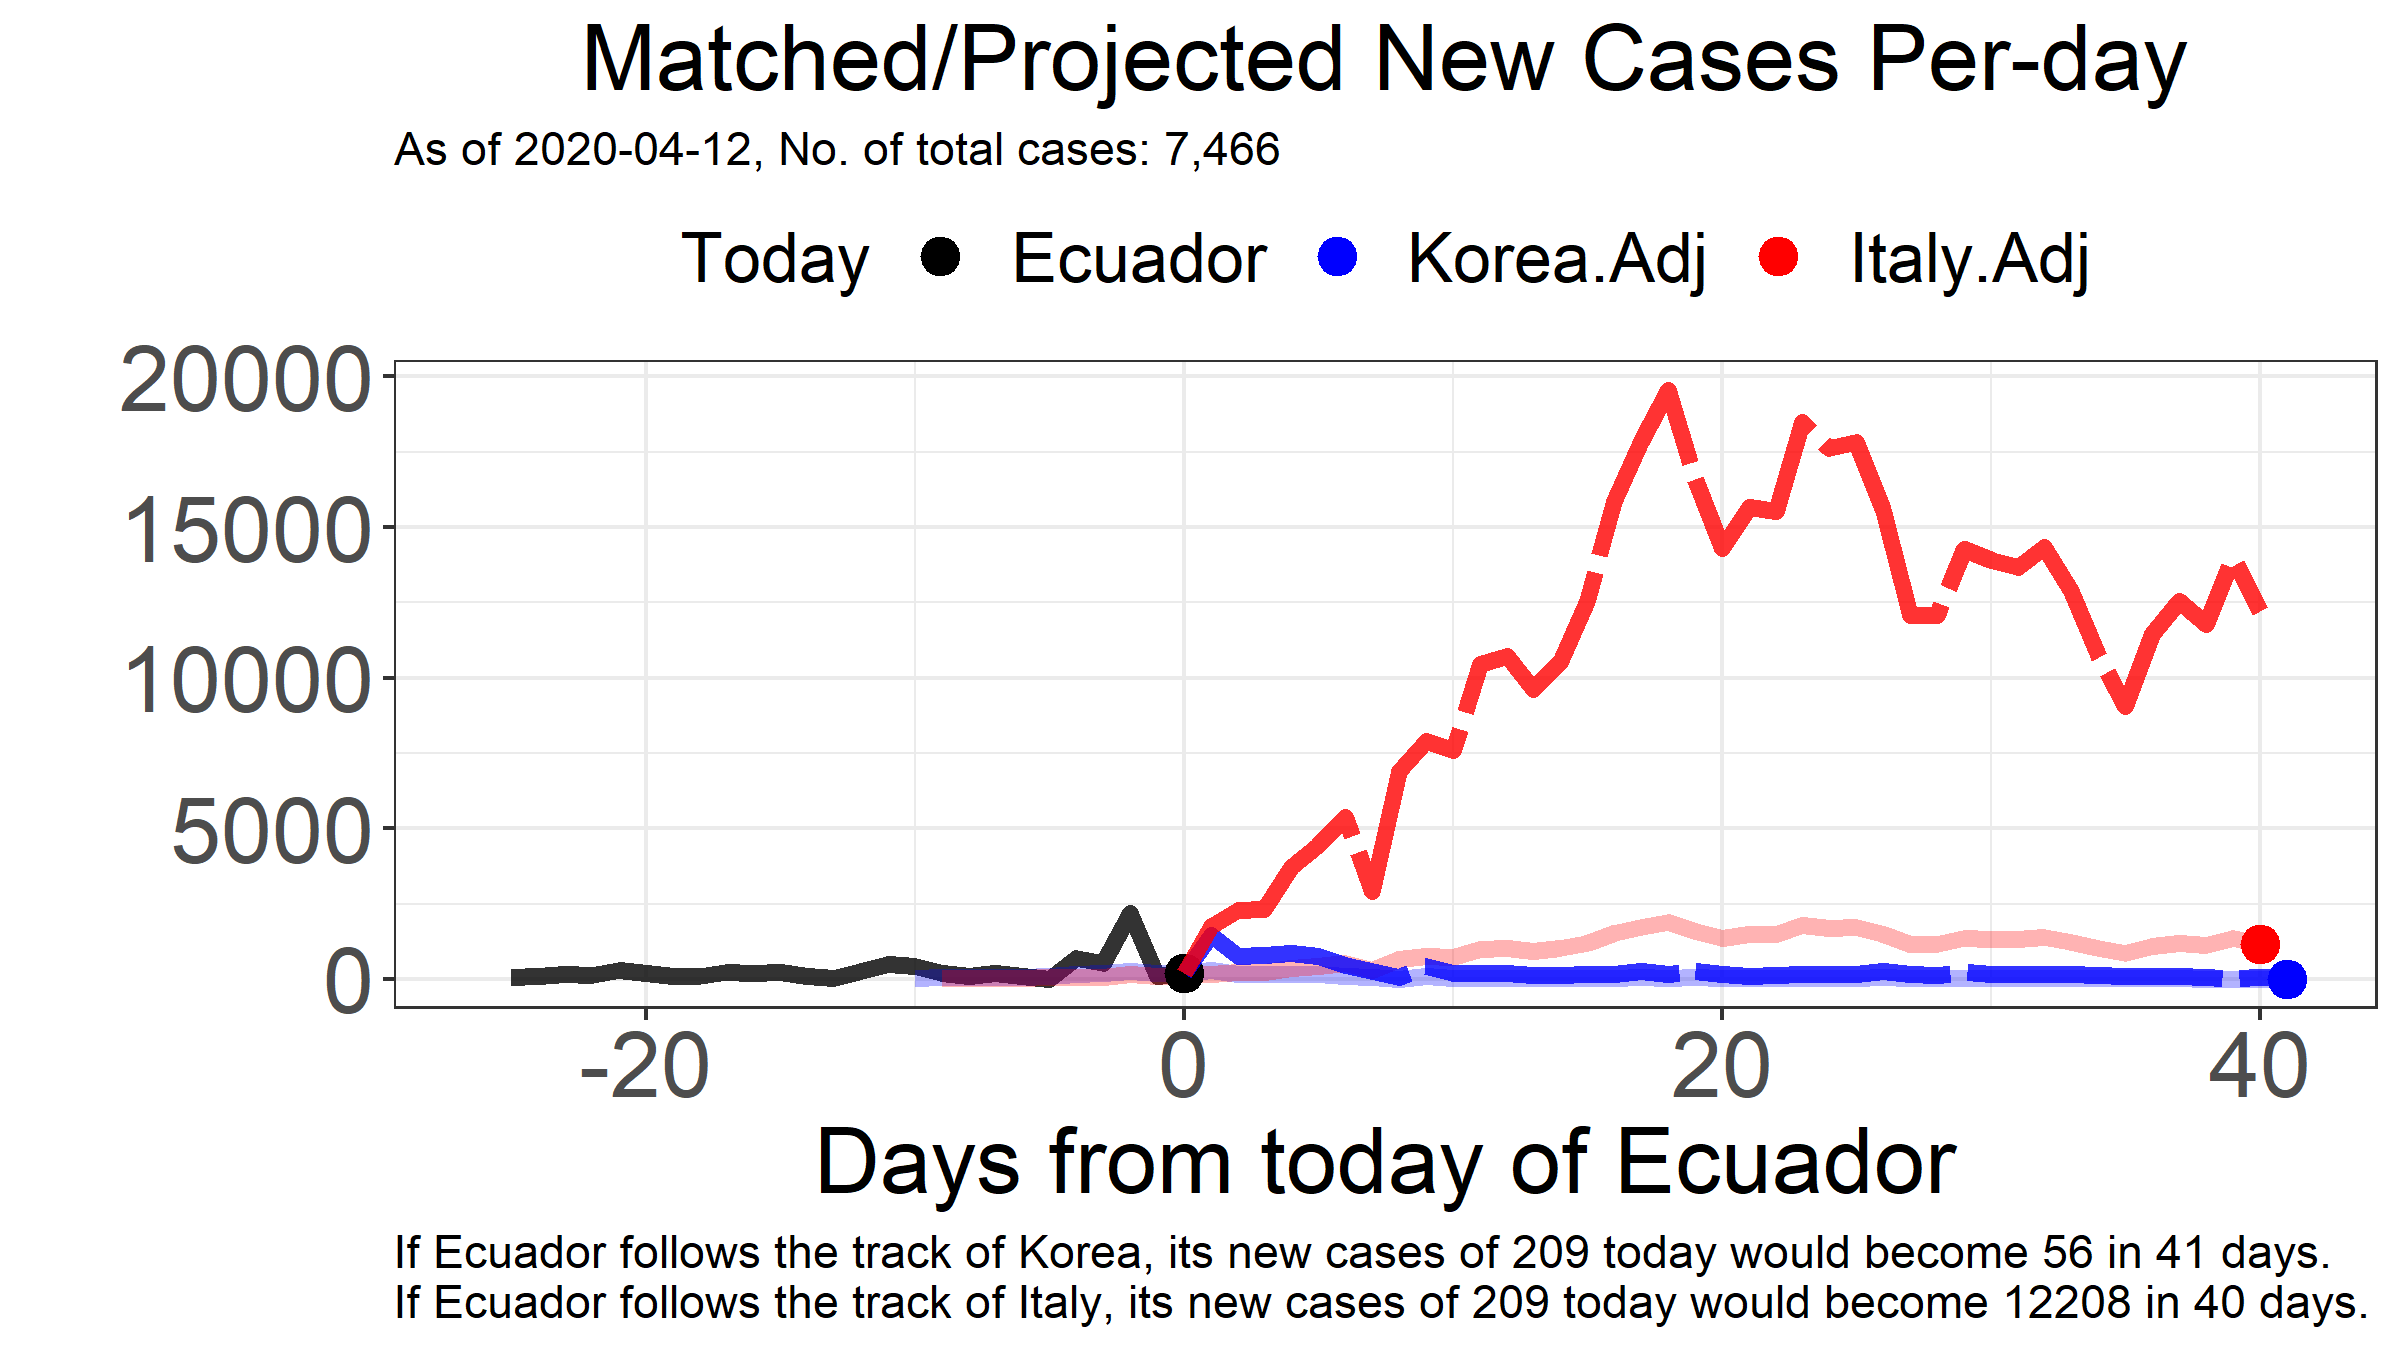 Matched/Projected New Cases Per-day
As of 2020-04-12, No. of total cases: 7,466
Today Ecuador Korea.Adj Italy.Adj
20000
15000
10000
5000
0
-20 0 20 40
Days from today of Ecuador
If Ecuador follows the track of Korea, its new cases of 209 today would become 56 in 41 days.
If Ecuador follows the track of Italy, its new cases of 209 today would become 12208 in 40 days.